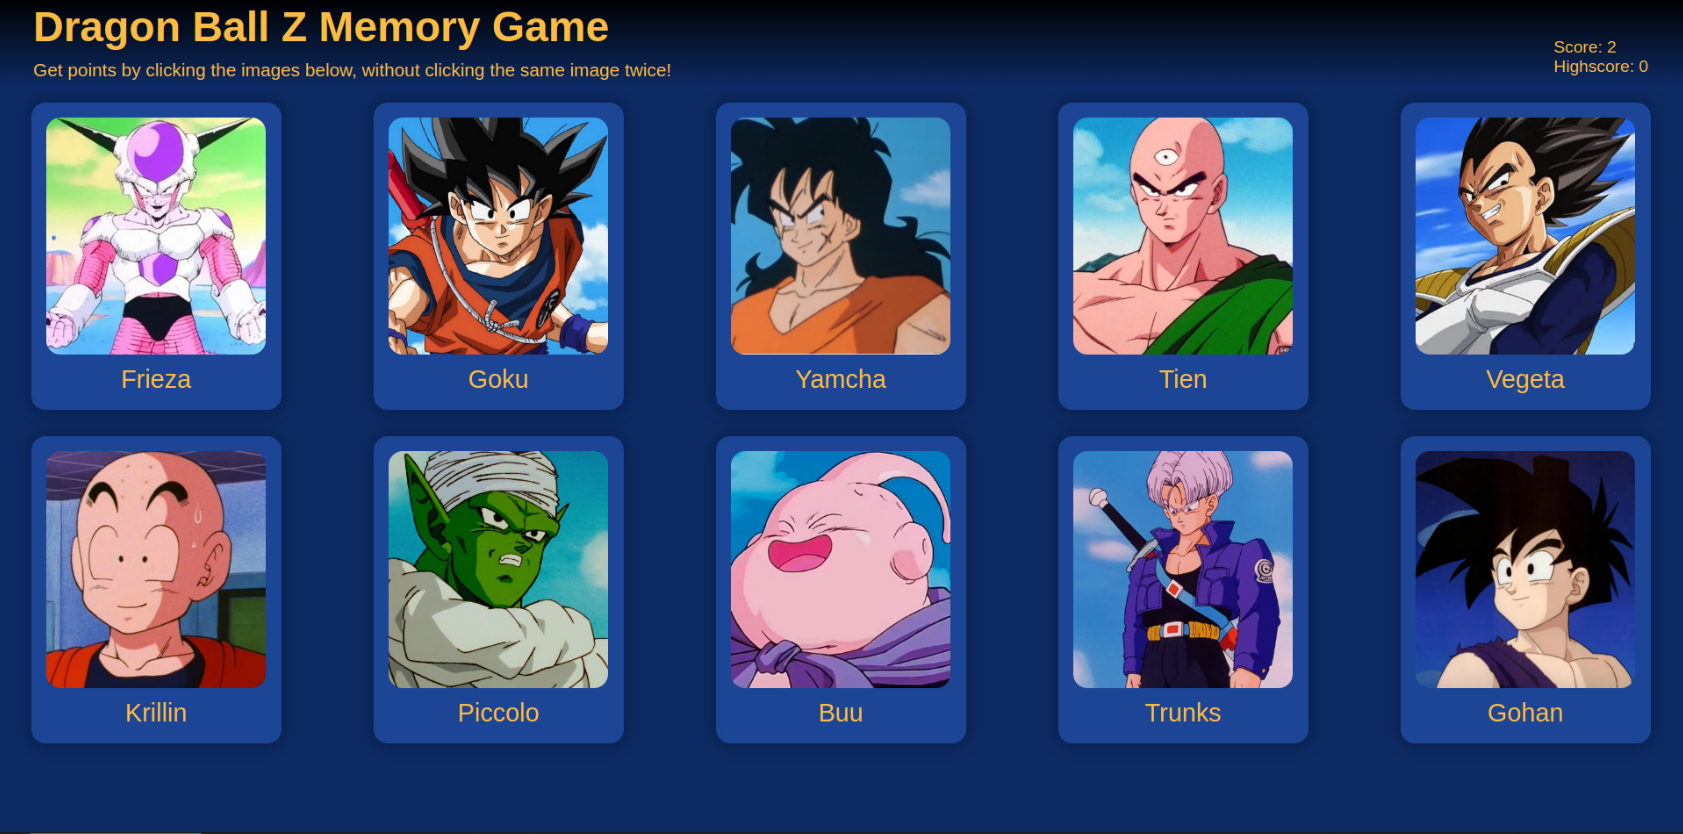 Dragon Ball Z Memory Game
Get points by clicking the images below, without clicking the same image twice!
Score: 2
Highscore: 0
Frieza
Goku
Yamcha
Tien
Vegeta
Krillin
Piccolo
Buu
Trunks
Gohan